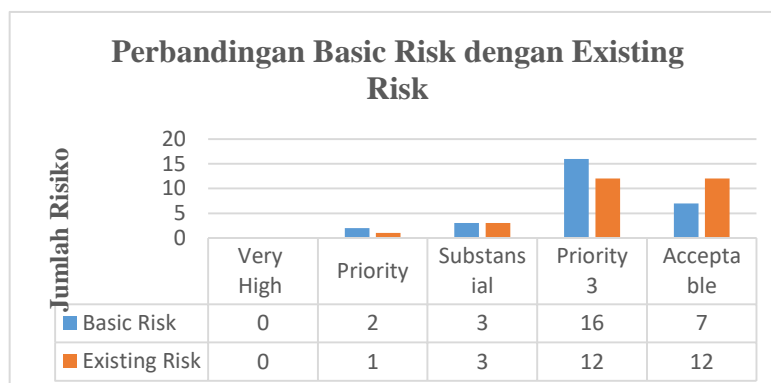 Perbandingan Basic Risk dengan Existing
Risk
Jumlah Risiko
20
15
10
5
0
Very
High
Priority
Substans
ial
Priority
3
Accepta
ble
Basic Risk 0 2 3 16 7
Existing Risk 0 1 3 12 12